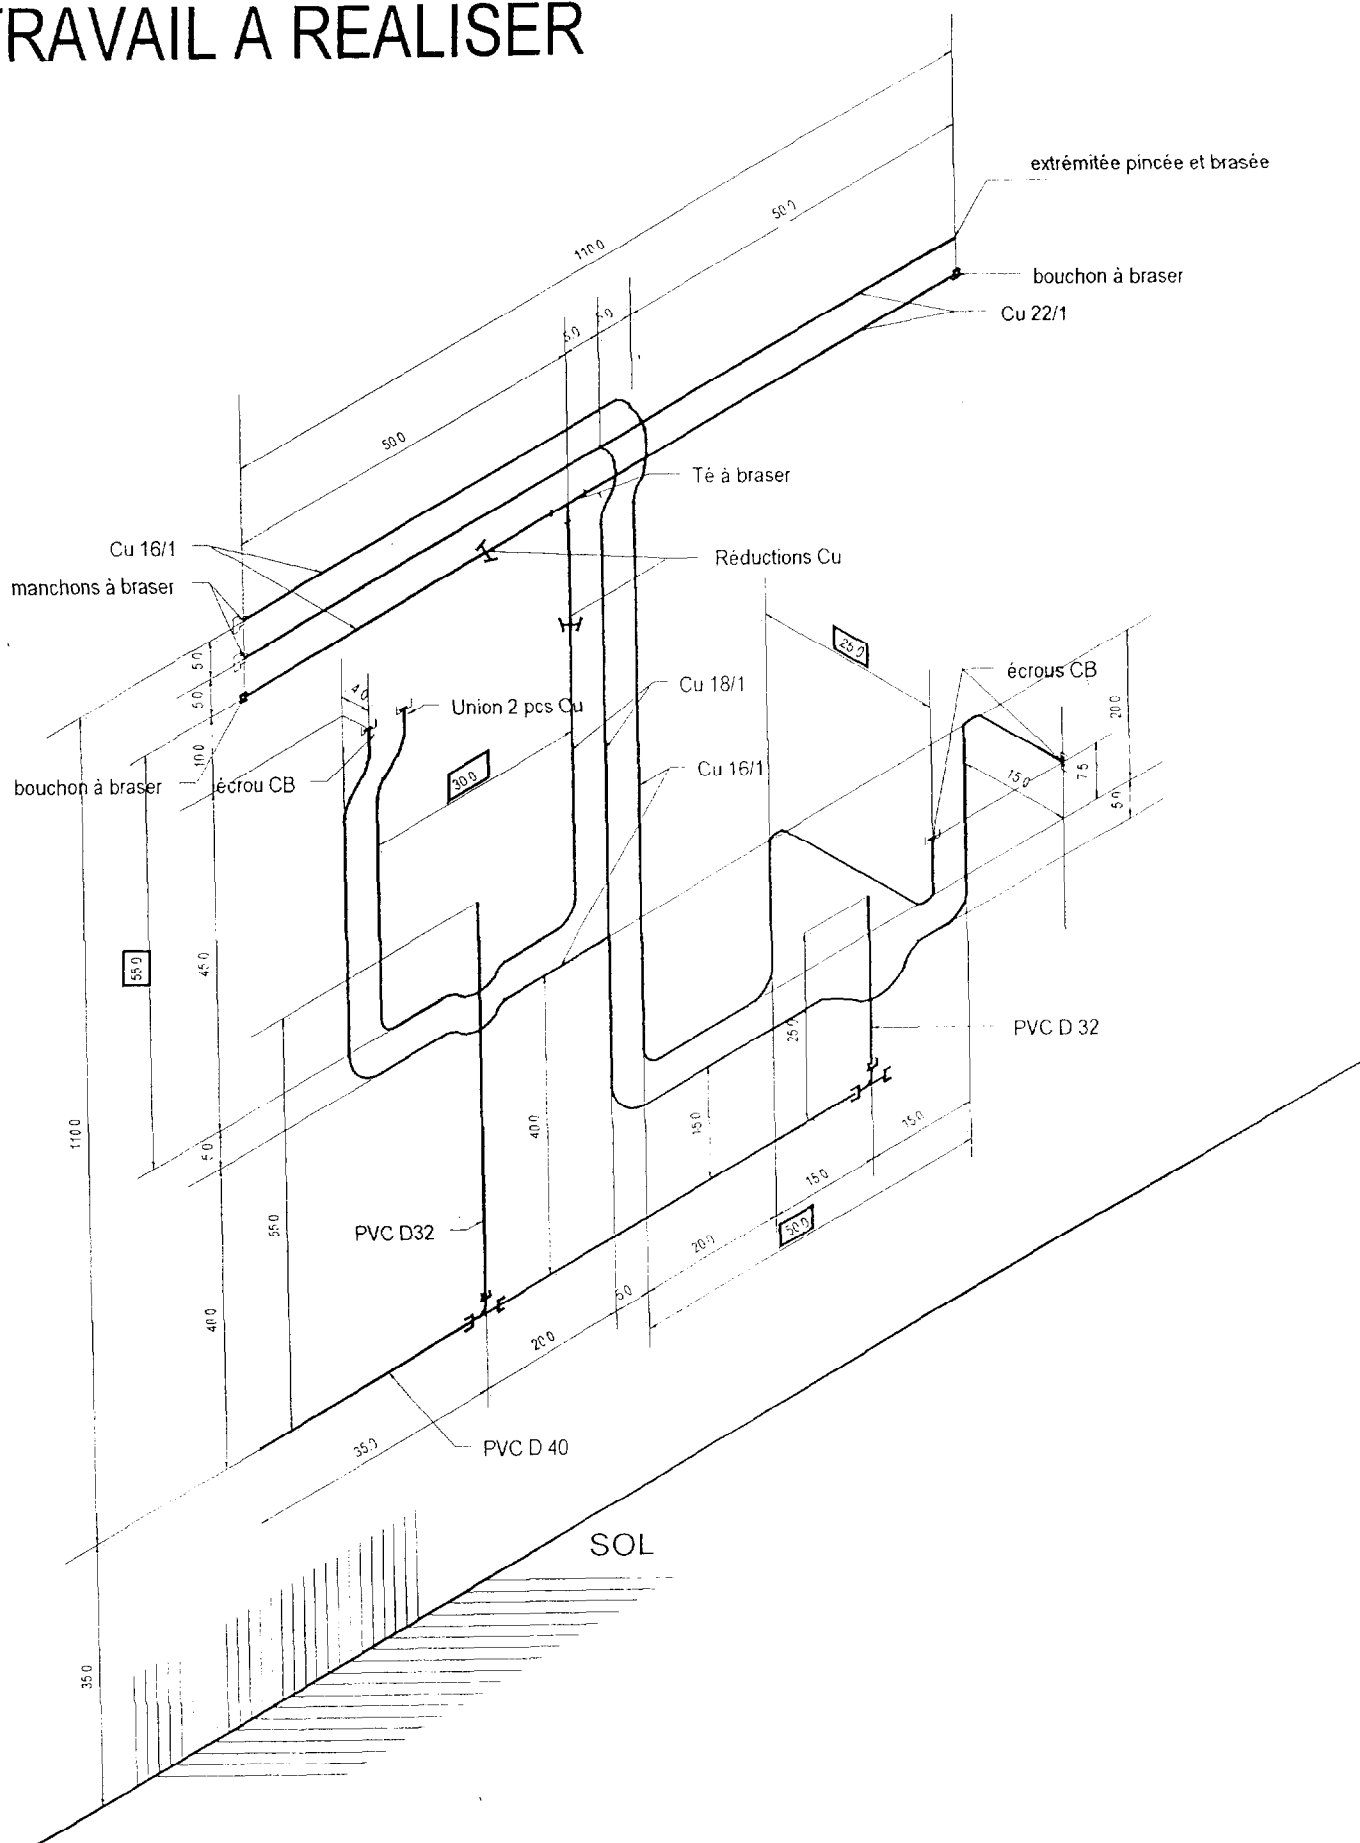 TRAVAIL A REALISER
extrémitée pincée et brasée
50.0
110.0
bouchon à braser
Cu 22/1
5.0
5.0
50.0
Té à braser
Cu 16/1
Réductions Cu
manchons à braser
25.0
5.0
écrous CB
4.0
Cu 18/1
5.0
Union 2 pcs Cu
20.0
10.0
Cu 16/1
30.0
7.5
15.0
bouchon à braser
écrou CB
5.0
55.0
45.0
25.0
PVC D 32
110.0
40.0
15.0
15.0
5.0
15.0
55.0
PVC D32
50.0
20.0
40.0
5.0
20.0
35.0
PVC D 40
SOL
35.0